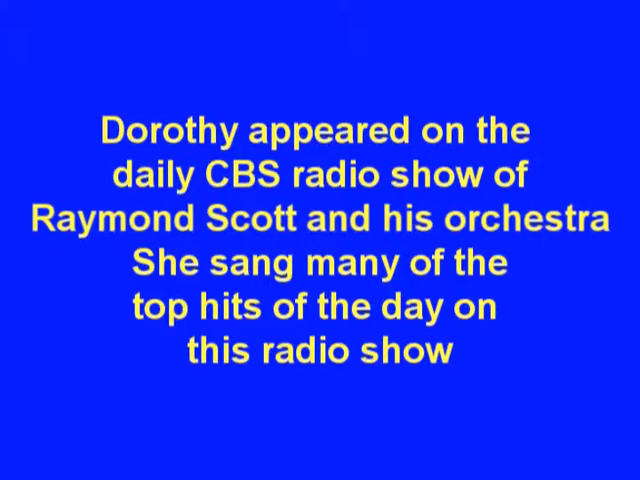 Dorothy appeared on the
daily CBS radio show of
Raymond Scott and his orchestra
She sang many of the
top hits of the day on
this radio show